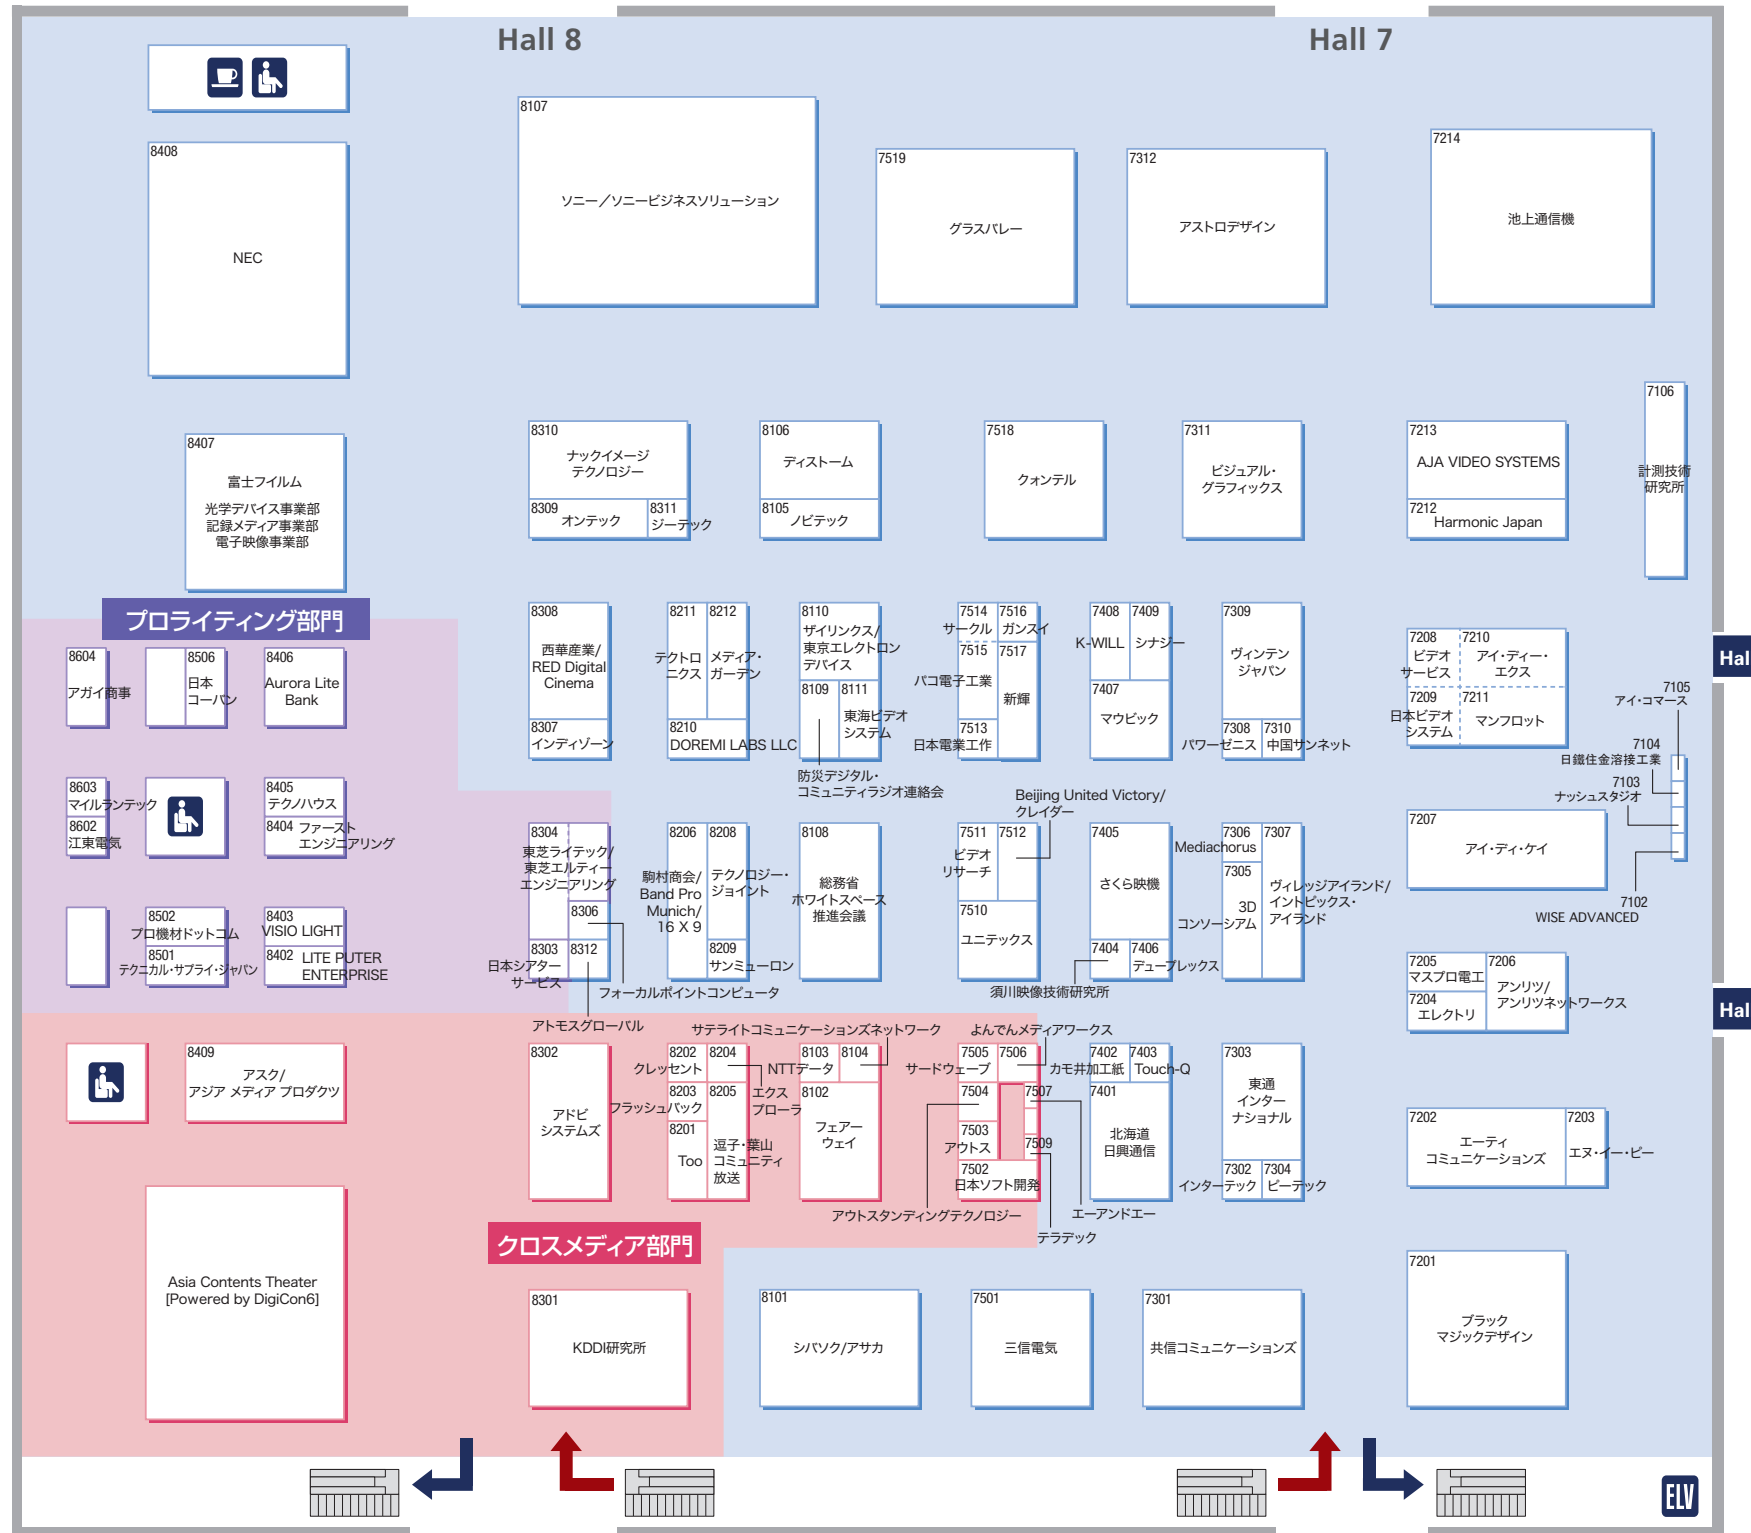 Hall 8
Hall 7
8107
ソニー／ソニービジネスソリューション
7519
グラスバレー
7312
アストロデザイン
7214
池上通信機
8408
NEC
8407
富士フイルム
光学デバイス事業部
記録メディア事業部
電子映像事業部
8310
ナックイメージ
テクノロジー
8309
オンテック
8311
ジーテック
8106
ディストーム
8105
ノビテック
7518
クォンテル
7311
ビジュアル・
グラフィックス
7213
AJA VIDEO SYSTEMS
7212
Harmonic Japan
7106
計測技術
研究所
プロライティング部門
8604
アガイ商事
8506
日本
コーバン
8406
Aurora Lite
Bank
8603
マイルランテック
8602
江東電気
8405
テクノハウス
8404
ファースト
エンジニアリング
8502
プロ機材ドットコム
8501
テクニカル・サプライ・ジャパン
8403
VISIO LIGHT
8402
LITE PUTER
ENTERPRISE
8308
西華産業/
RED Digital
Cinema
8307
インディゾーン
8211
テクトロ
ニクス
8212
メディア・
ガーデン
8210
DOREMI LABS LLC
8110
ザイリンクス/
東京エレクトロン
デバイス
8109
8111
東海ビデオ
システム
防災デジタル・
コミュニティラジオ連絡会
7514
サークル
7516
ガンスイ
7515
パコ電子工業
7517
新輝
7513
日本電業工作
7408
K-WILL
7409
シナジー
7407
マウビック
7309
ヴィンテン
ジャパン
7308
パワーゼニス
7310
中国サンネット
7208
ビデオ
サービス
7210
アイ・ディー・
エクス
7209
日本ビデオ
システム
7211
マンフロット
Hal
7105
アイ・コマース
7104
日鐵住金溶接工業
7103
ナッシュスタジオ
7102
WISE ADVANCED
8304
東芝ライテック/
東芝エルティー
エンジニアリング
8306
8303
日本シアター
サービス
8312
フォーカルポイントコンピュータ
アトモスグローバル
8206
駒村商会/
Band Pro
Munich/
16 X 9
8208
テクノロジー・
ジョイント
8209
サンミューロン
8108
総務省
ホワイトスペース
推進会議
Beijing United Victory/
クレイダー
7511
ビデオ
リサーチ
7512
7510
ユニテックス
7405
さくら映機
7404
7406
デュープレックス
須川映像技術研究所
7306
Mediachorus
7307
ヴィレッジアイランド/
イントピックス・
アイランド
7305
3D
コンソーシアム
7207
アイ・ディ・ケイ
7205
マスプロ電工
7204
エレクトリ
7206
アンリツ/
アンリツネットワークス
Hal
8409
アスク/
アジア メディア プロダクツ
8302
アドビ
システムズ
8202
クレッセント
8204
エクス
プローラ
8203
フラッシュバック
8205
逗子・葉山
コミュニティ
放送
8201
Too
サテライトコミュニケーションズネットワーク
8103
NTTデータ
8104
8102
フェアー
ウェイ
よんでんメディアワークス
7505
サードウェーブ
7506
7504
7507
7503
アウトス
7509
7502
日本ソフト開発
アウトスタンディングテクノロジー
エーアンドエー
テラデック
7402
カモ井加工紙
7403
Touch-Q
7401
北海道
日興通信
7303
東通
インター
ナショナル
7302
インターテック
7304
ビーテック
7202
エーティ
コミュニケーションズ
7203
エヌ・イー・ピー
クロスメディア部門
Asia Contents Theater
[Powered by DigiCon6]
8301
KDDI研究所
8101
シバソク/アサカ
7501
三信電気
7301
共信コミュニケーションズ
7201
ブラック
マジックデザイン
ELV